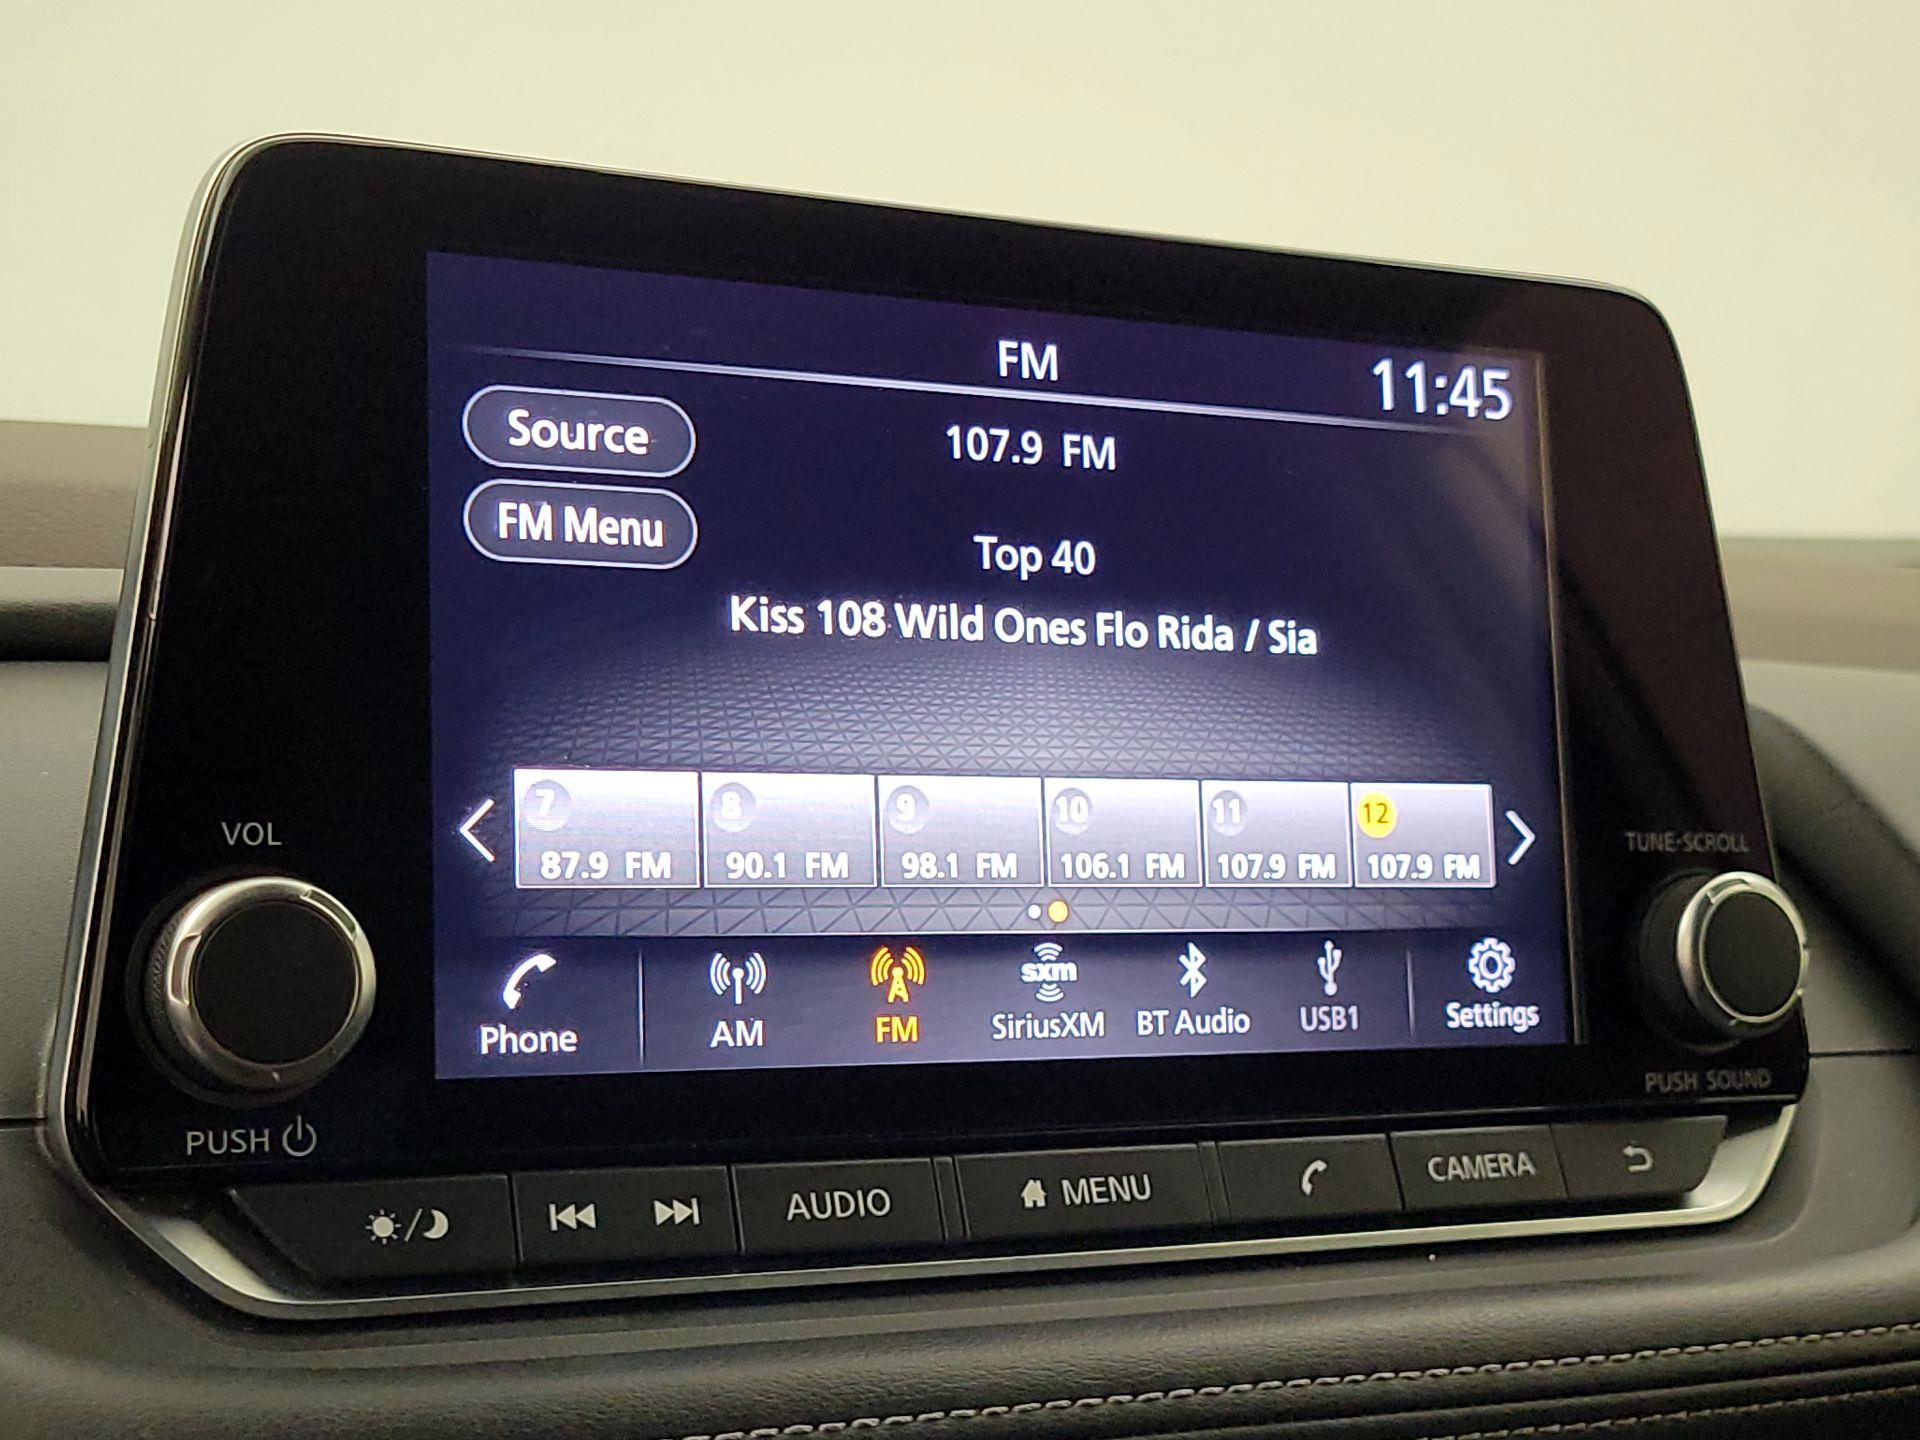 FM
11:45
Source
107.9 FM
FM Menu
Top 40
Kiss 108 Wild Ones Flo Rida / Sia
7 8 9 10 11 12
87.9 FM 90.1 FM 98.1 FM 106.1 FM 107.9 FM 107.9 FM
VOL
TUNE·SCROLL
sxm
Phone AM FM SiriusXM BT Audio USB1 Settings
PUSH
PUSH SOUND
AUDIO MENU CAMERA